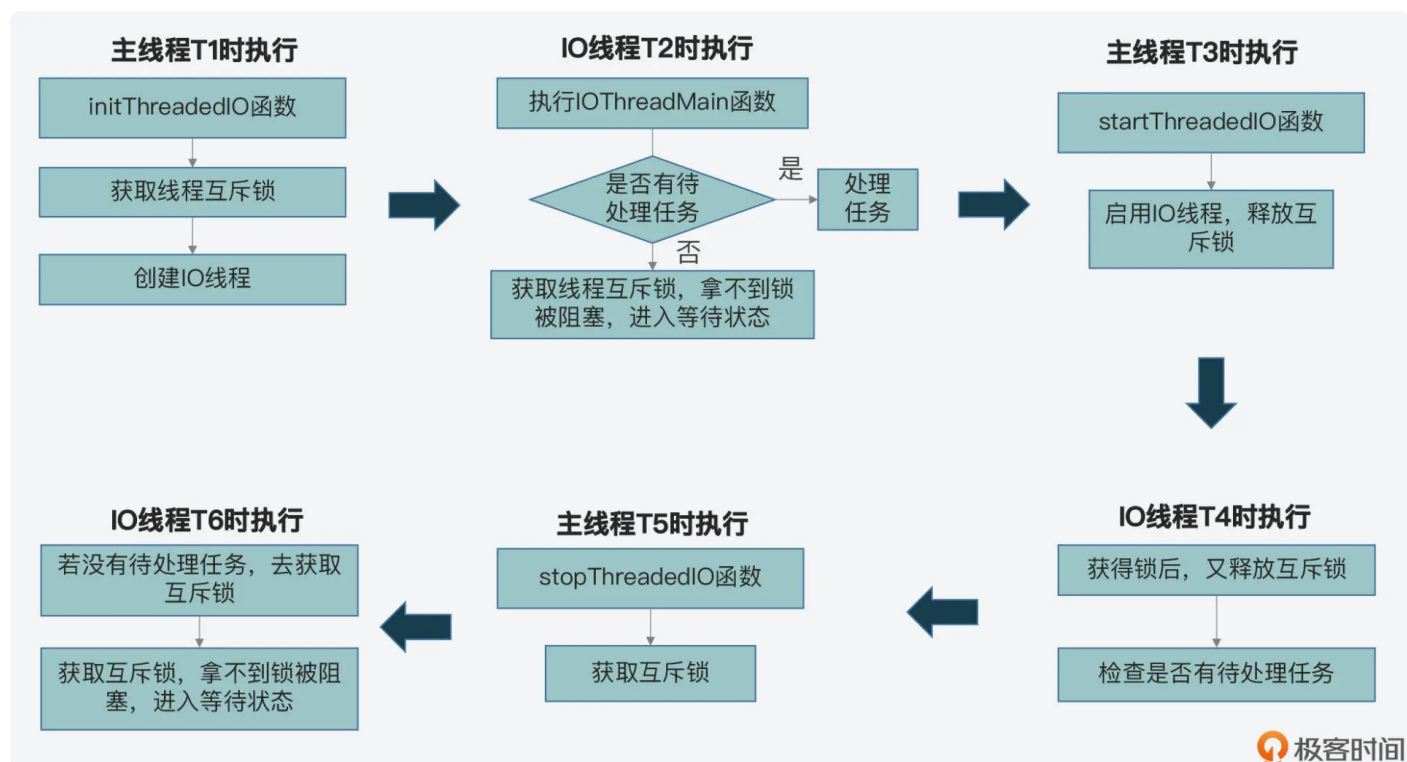 主线程T1时执行
initThreadedIO函数
获取线程互斥锁
创建IO线程
IO线程T2时执行
执行IOThreadMain函数
是否有待
处理任务
是
处理
任务
否
获取线程互斥锁，拿不到锁
被阻塞，进入等待状态
主线程T3时执行
startThreadedIO函数
启用IO线程，释放互
斥锁
IO线程T4时执行
获得锁后，又释放互斥锁
检查是否有待处理任务
主线程T5时执行
stopThreadedIO函数
获取互斥锁
IO线程T6时执行
若没有待处理任务，去获取
互斥锁
获取互斥锁，拿不到锁被阻
塞，进入等待状态
极客时间